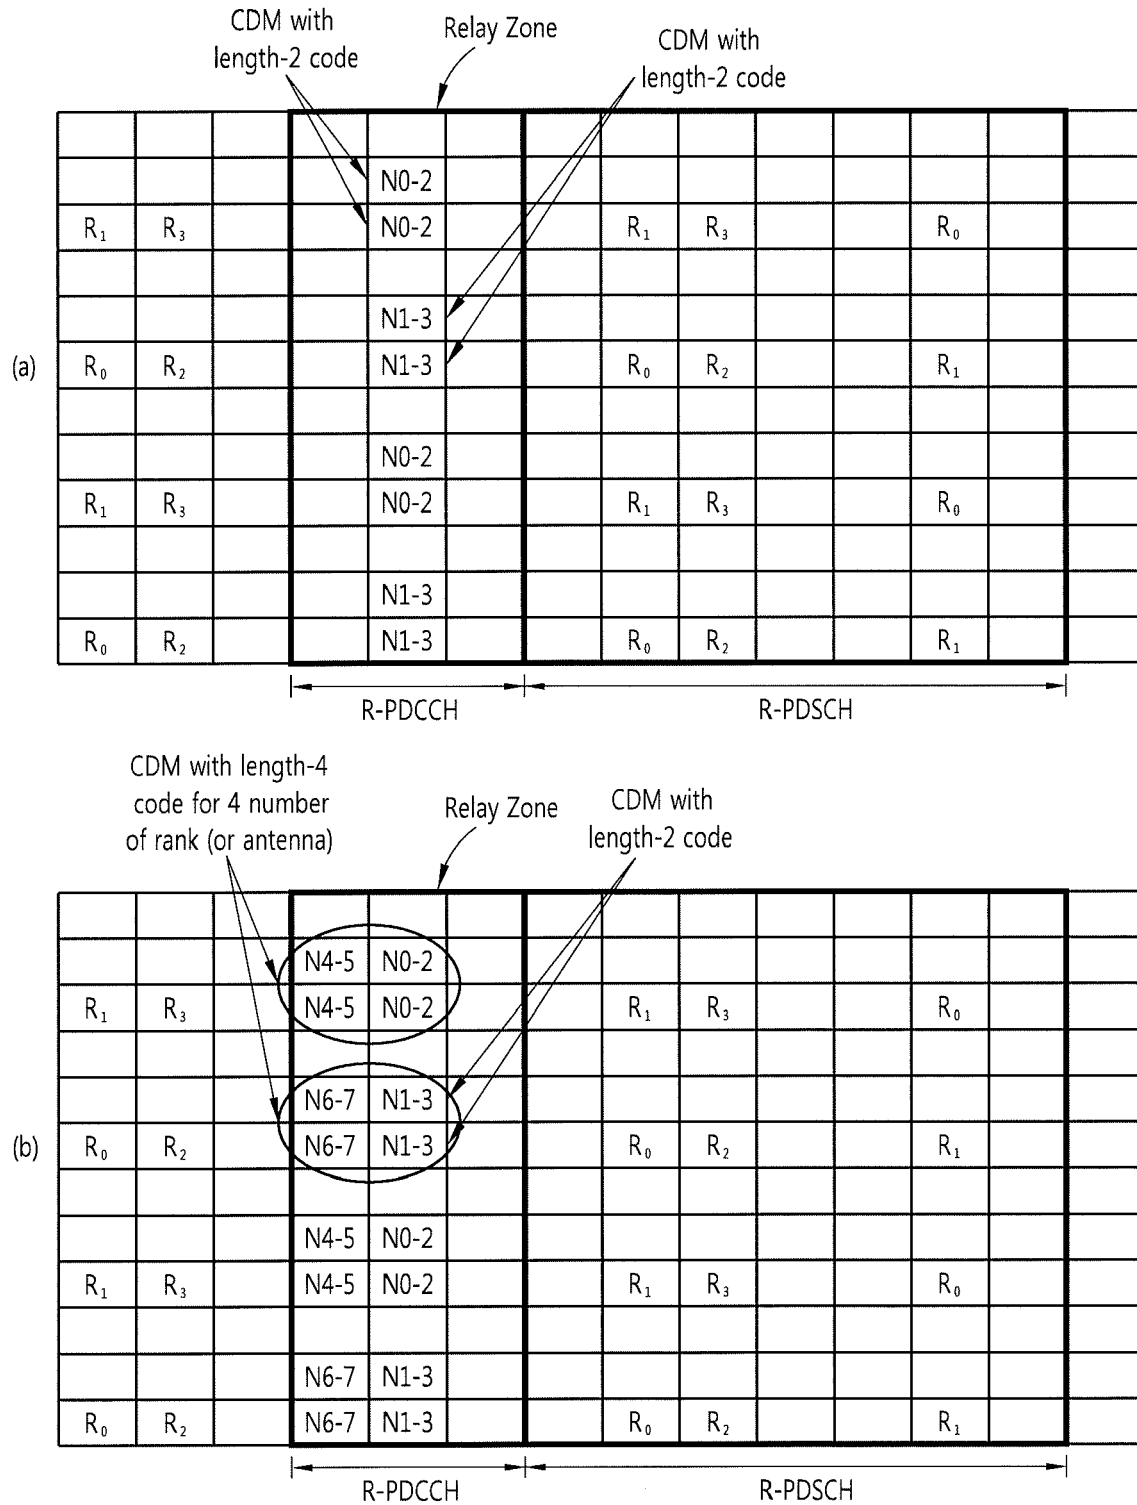 CDM with
length-2 code
Relay Zone
CDM with
length-2 code
(a)
N0-2
R₁ R₃ N0-2 R₁ R₃ R₀
N1-3
R₀ R₂ N1-3 R₀ R₂ R₁
N0-2
R₁ R₃ N0-2 R₁ R₃ R₀
N1-3
R₀ R₂ N1-3 R₀ R₂ R₁
R-PDCCH R-PDSCH
CDM with length-4
code for 4 number
of rank (or antenna)
Relay Zone
CDM with
length-2 code
(b)
N4-5 N0-2
R₁ R₃ N4-5 N0-2 R₁ R₃ R₀
N6-7 N1-3
R₀ R₂ N6-7 N1-3 R₀ R₂ R₁
N4-5 N0-2
R₁ R₃ N4-5 N0-2 R₁ R₃ R₀
N6-7 N1-3
R₀ R₂ N6-7 N1-3 R₀ R₂ R₁
R-PDCCH R-PDSCH